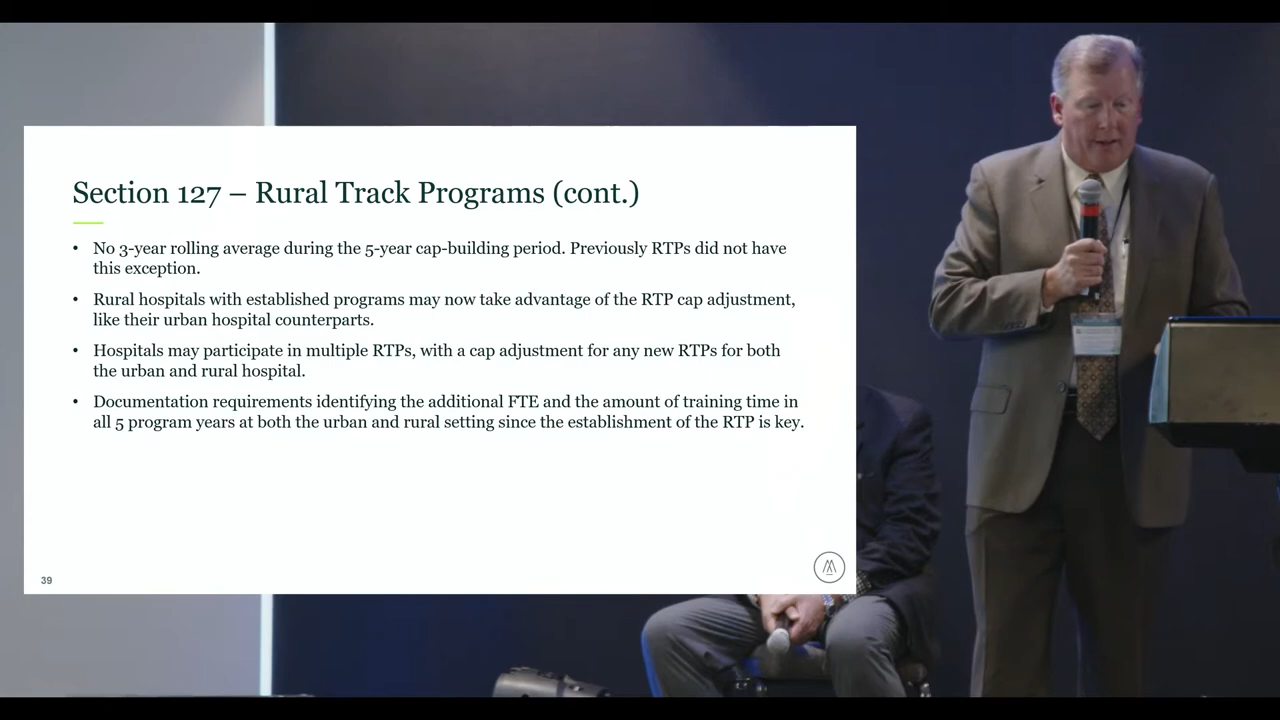 Section 127 – Rural Track Programs (cont.)
• No 3-year rolling average during the 5-year cap-building period. Previously RTPs did not have
this exception.
• Rural hospitals with established programs may now take advantage of the RTP cap adjustment,
like their urban hospital counterparts.
• Hospitals may participate in multiple RTPs, with a cap adjustment for any new RTPs for both
the urban and rural hospital.
• Documentation requirements identifying the additional FTE and the amount of training time in
all 5 program years at both the urban and rural setting since the establishment of the RTP is key.
39